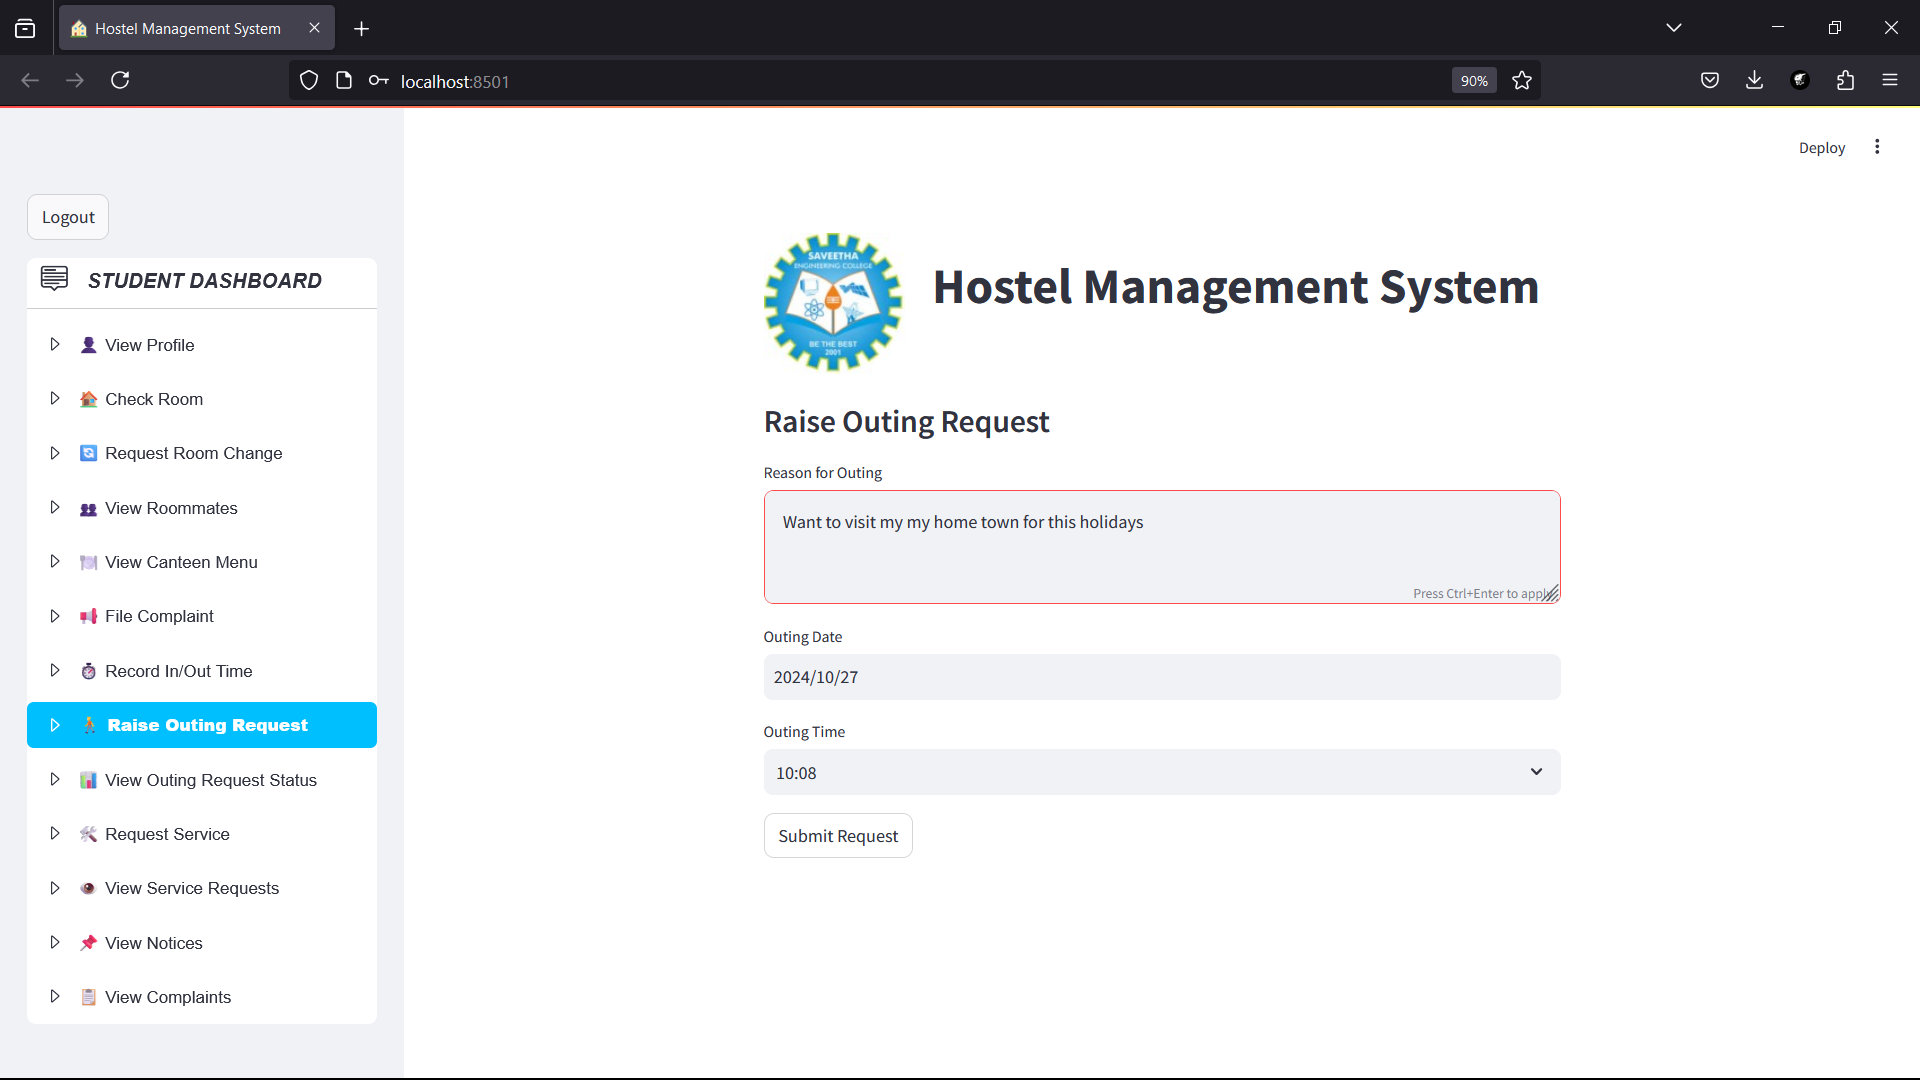 Hostel Management System
localhost:8501
90%
Deploy
Logout
STUDENT DASHBOARD
View Profile
Check Room
Request Room Change
View Roommates
View Canteen Menu
File Complaint
Record In/Out Time
Raise Outing Request
View Outing Request Status
Request Service
View Service Requests
View Notices
View Complaints
SAVEETHA
ENGINEERING COLLEGE
BE THE BEST
2001
Hostel Management System
Raise Outing Request
Reason for Outing
Want to visit my my home town for this holidays
Press Ctrl+Enter to apply
Outing Date
2024/10/27
Outing Time
10:08
Submit Request